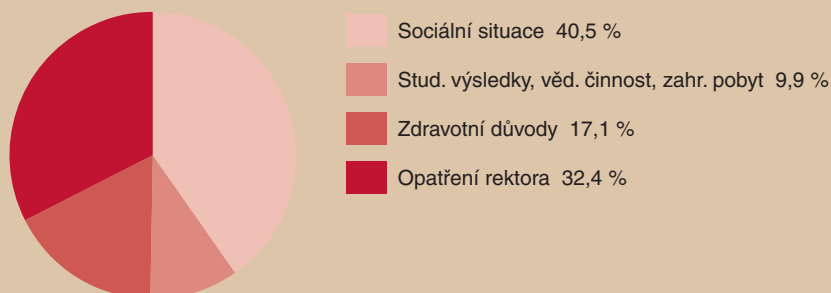 Sociální situace 40,5 %
Stud. výsledky, věd. činnost, zahr. pobyt 9,9 %
Zdravotní důvody 17,1 %
Opatření rektora 32,4 %